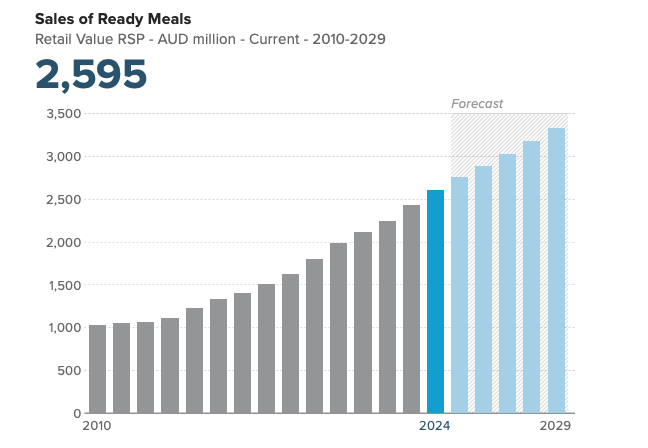 Sales of Ready Meals
Retail Value RSP - AUD million - Current - 2010-2029
2,595
Forecast
3,500
3,000
2,500
2,000
1,500
1,000
500
0
2010 2024 2029